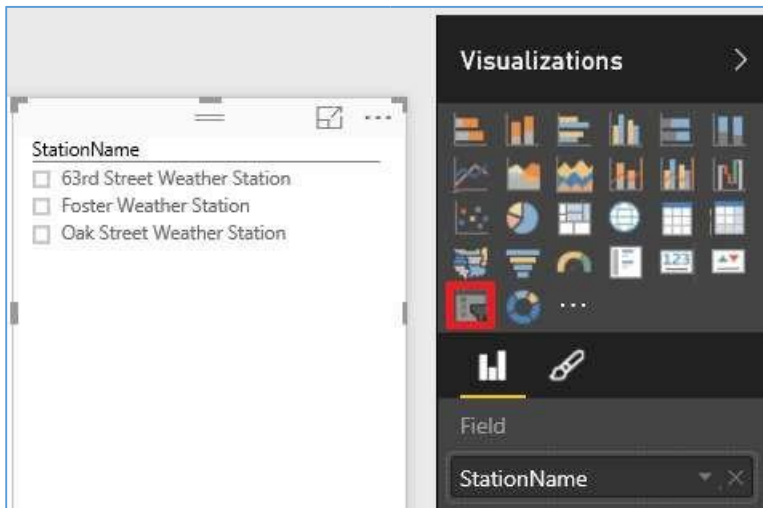 Visualizations
StationName
63rd Street Weather Station
Foster Weather Station
Oak Street Weather Station
123
Field
StationName